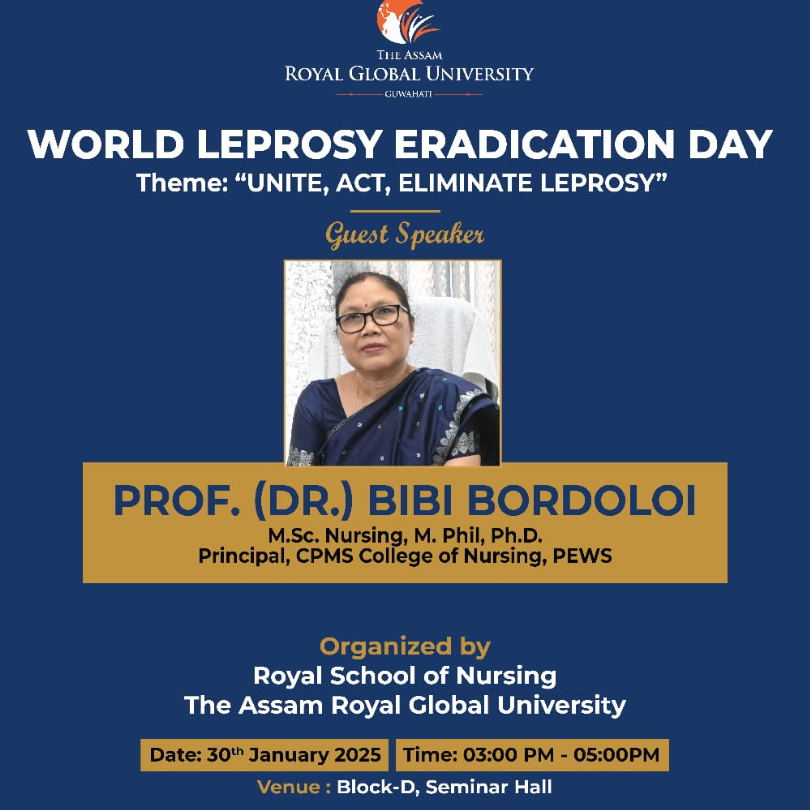 THE ASSAM
ROYAL GLOBAL UNIVERSITY
GUWAHATI
WORLD LEPROSY ERADICATION DAY
Theme: “UNITE, ACT, ELIMINATE LEPROSY”
Guest Speaker
PROF. (DR.) BIBI BORDOLOI
M.Sc. Nursing, M. Phil, Ph.D.
Principal, CPMS College of Nursing, PEWS
Organized by
Royal School of Nursing
The Assam Royal Global University
Date: 30th January 2025 Time: 03:00 PM - 05:00PM
Venue : Block-D, Seminar Hall